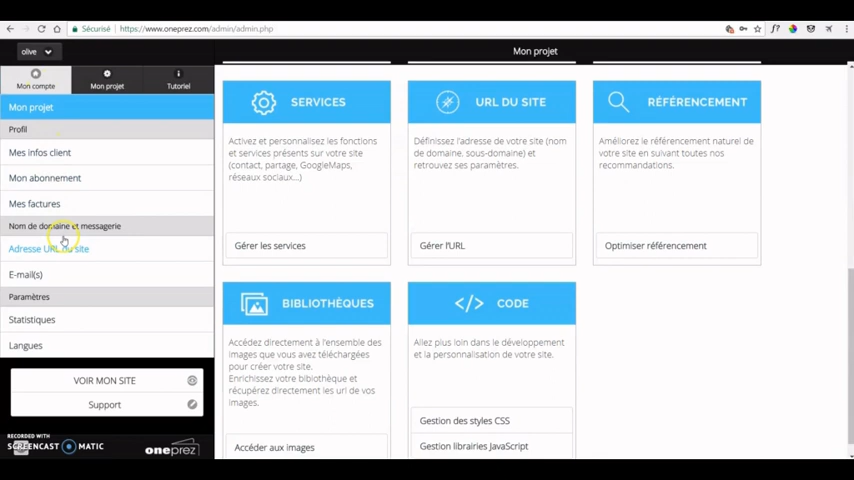 Sécurisé https://www.oneprez.com/admin/admin.php
olive
Mon projet
Mon compte
Mon projet
Tutoriel
Mon projet
Profil
Mes infos client
Mon abonnement
Mes factures
Nom de domaine et messagerie
Adresse URL du site
E-mail(s)
Paramètres
Statistiques
Langues
VOIR MON SITE
Support
RECORDED WITH
SCREENCAST MATIC
oneprez
SERVICES
Activez et personnalisez les fonctions
et services présents sur votre site
(contact, partage, GoogleMaps,
réseaux sociaux...)
Gérer les services
URL DU SITE
Définissez l'adresse de votre site (nom
de domaine, sous-domaine) et
retrouvez ses paramètres.
Gérer l'URL
RÉFÉRENCEMENT
Améliorez le référencement naturel de
votre site en suivant toutes nos
recommandations.
Optimiser référencement
BIBLIOTHÈQUES
Accédez directement à l'ensemble des
images que vous avez téléchargées
pour créer votre site.
Enrichissez votre bibliothèque et
récupérez directement les url de vos
images.
Accéder aux images
</> CODE
Allez plus loin dans le développement
et la personnalisation de votre site.
Gestion des styles CSS
Gestion librairies JavaScript